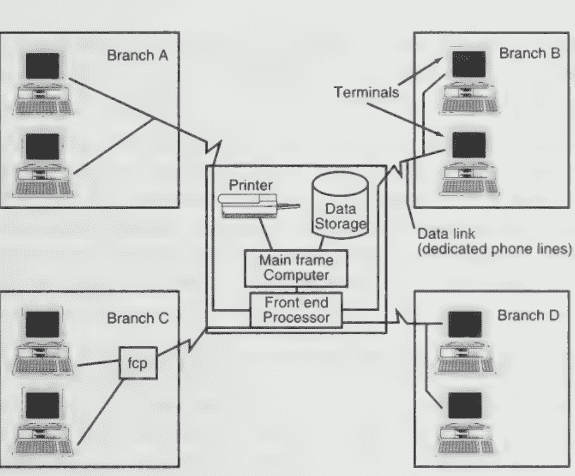 Branch A
Branch B
Terminals
Printer
Data
Storage
Data link
(dedicated phone lines)
Main frame
Computer
Front end
Processor
Branch C
fcp
Branch D